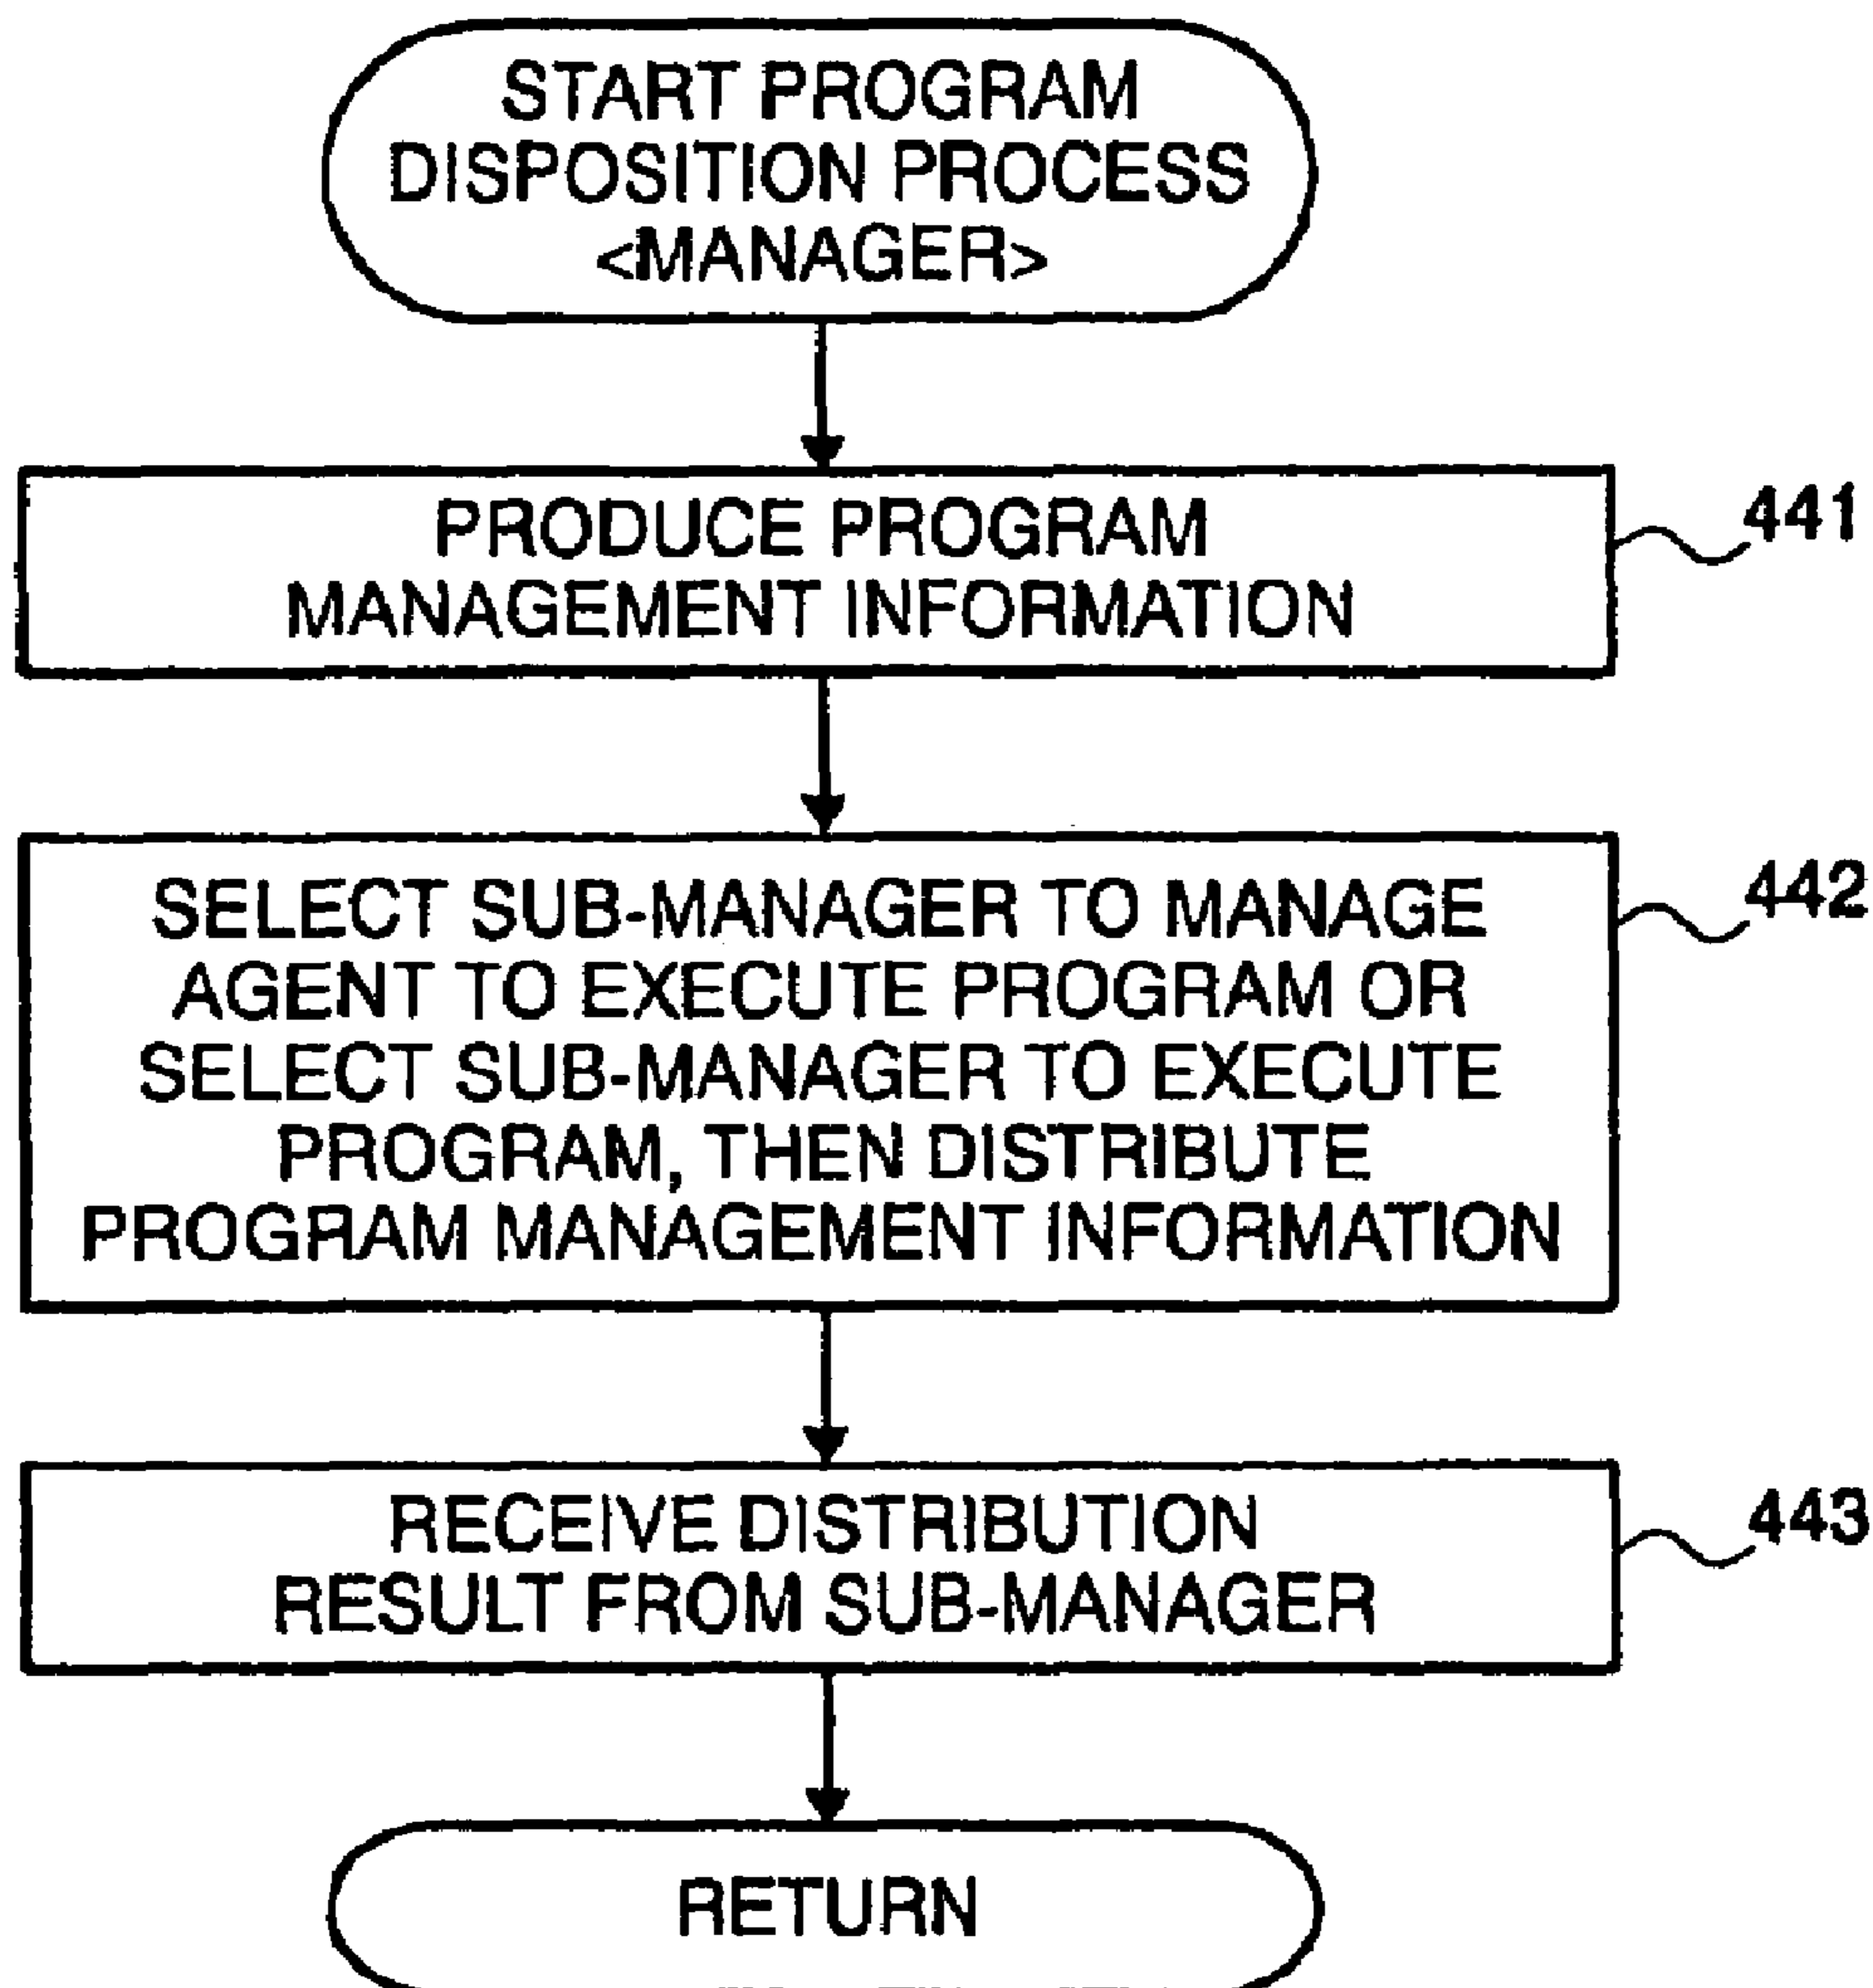 START PROGRAM
DISPOSITION PROCESS
<MANAGER>
PRODUCE PROGRAM
MANAGEMENT INFORMATION
441
SELECT SUB-MANAGER TO MANAGE
AGENT TO EXECUTE PROGRAM OR
SELECT SUB-MANAGER TO EXECUTE
PROGRAM, THEN DISTRIBUTE
PROGRAM MANAGEMENT INFORMATION
442
RECEIVE DISTRIBUTION
RESULT FROM SUB-MANAGER
443
RETURN